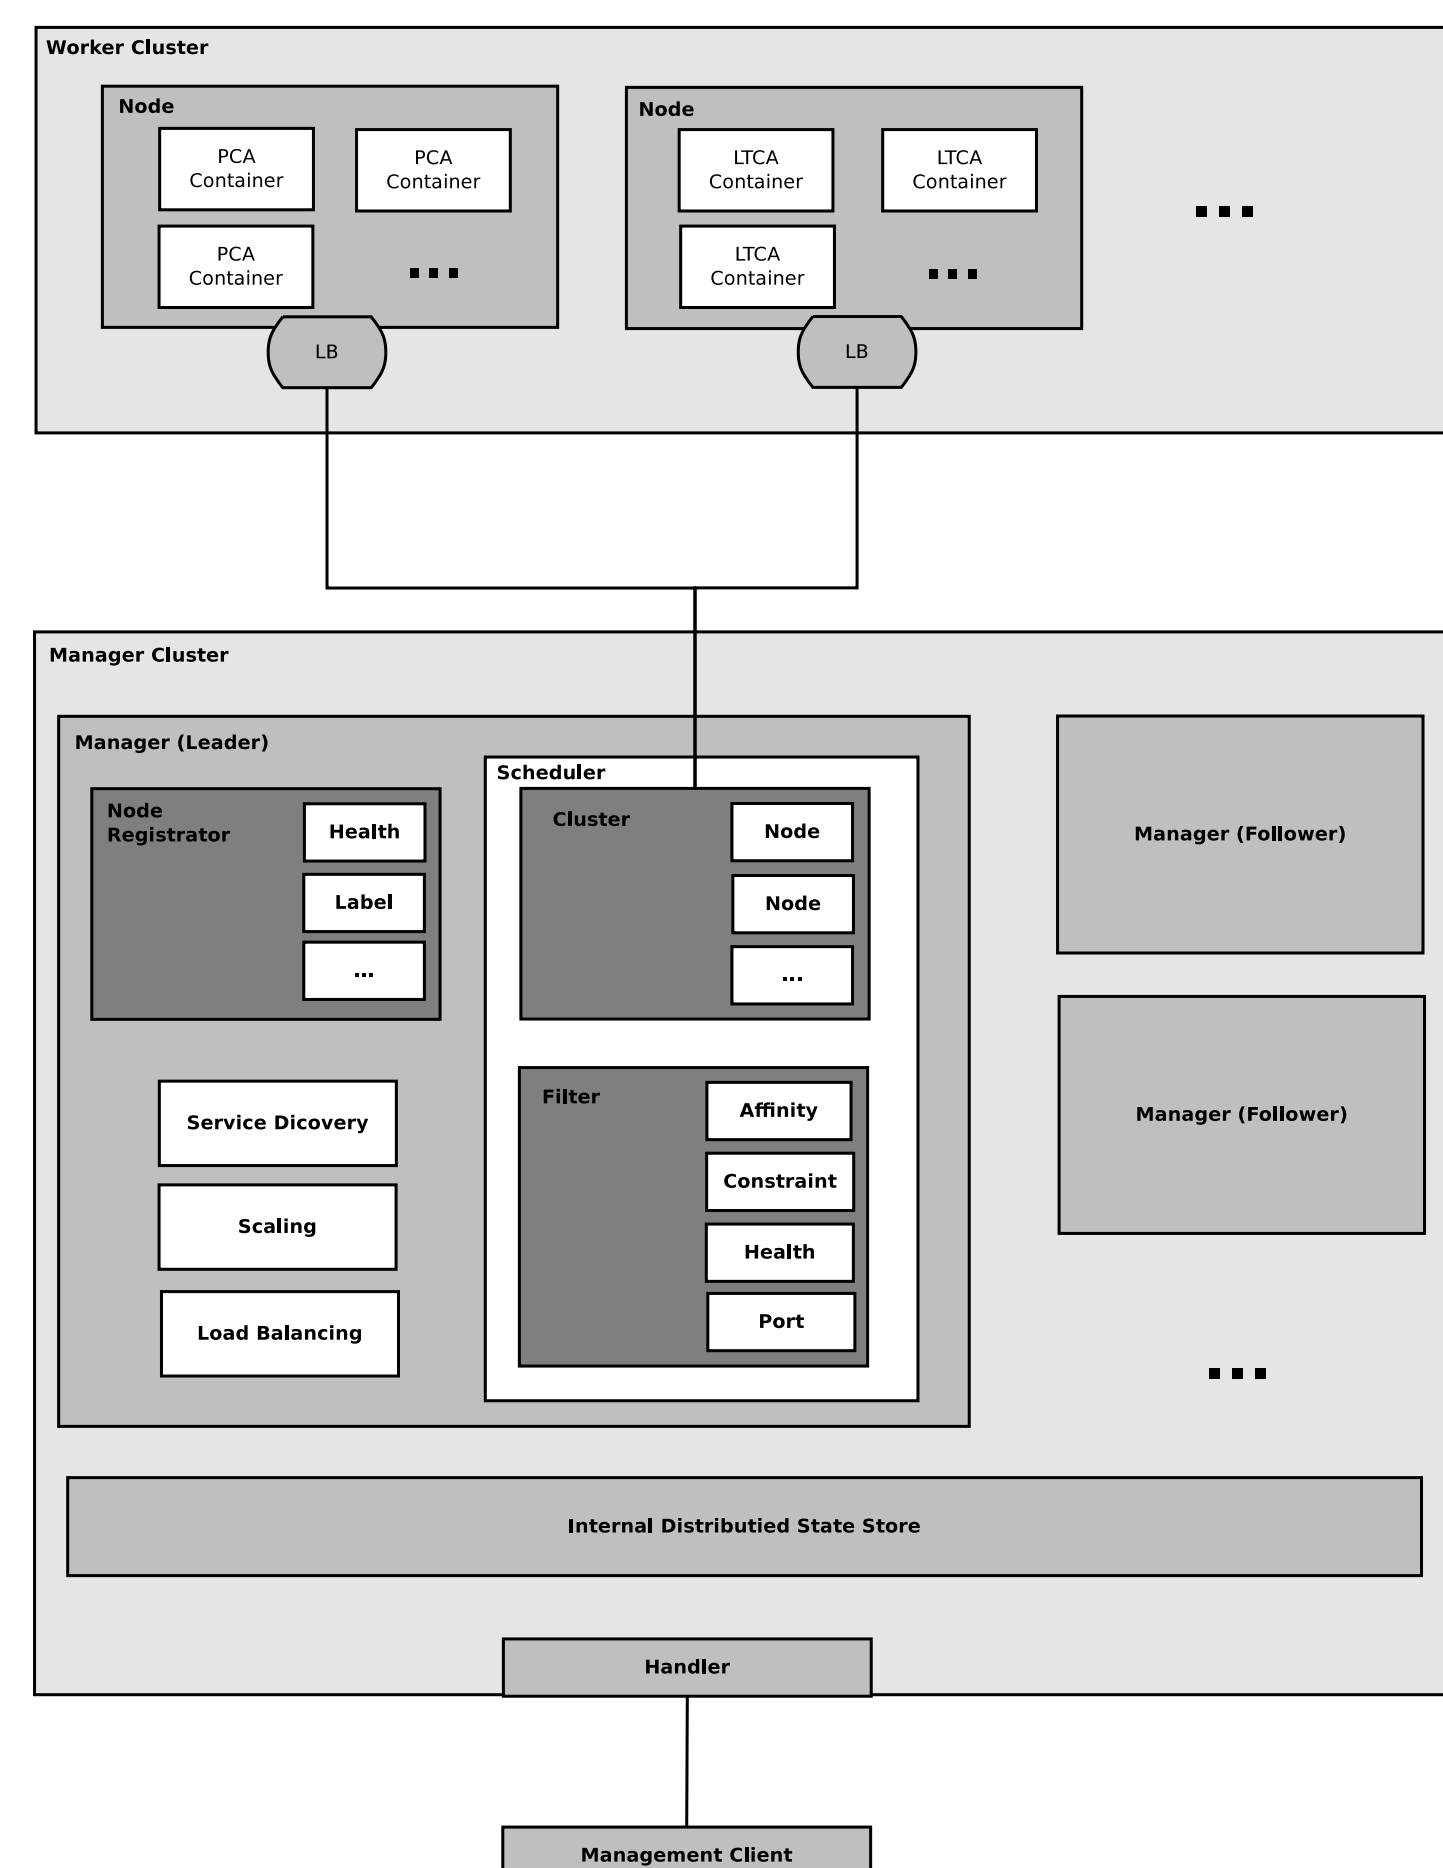 Worker Cluster
Node
PCA
Container
PCA
Container
PCA
Container
LB
Node
LTCA
Container
LTCA
Container
LTCA
Container
LB
Manager Cluster
Manager (Leader)
Node
Registrator
Health
Label
...
Service Dicovery
Scaling
Load Balancing
Scheduler
Cluster
Node
Node
...
Filter
Affinity
Constraint
Health
Port
Manager (Follower)
Manager (Follower)
Internal Distributied State Store
Handler
Management Client